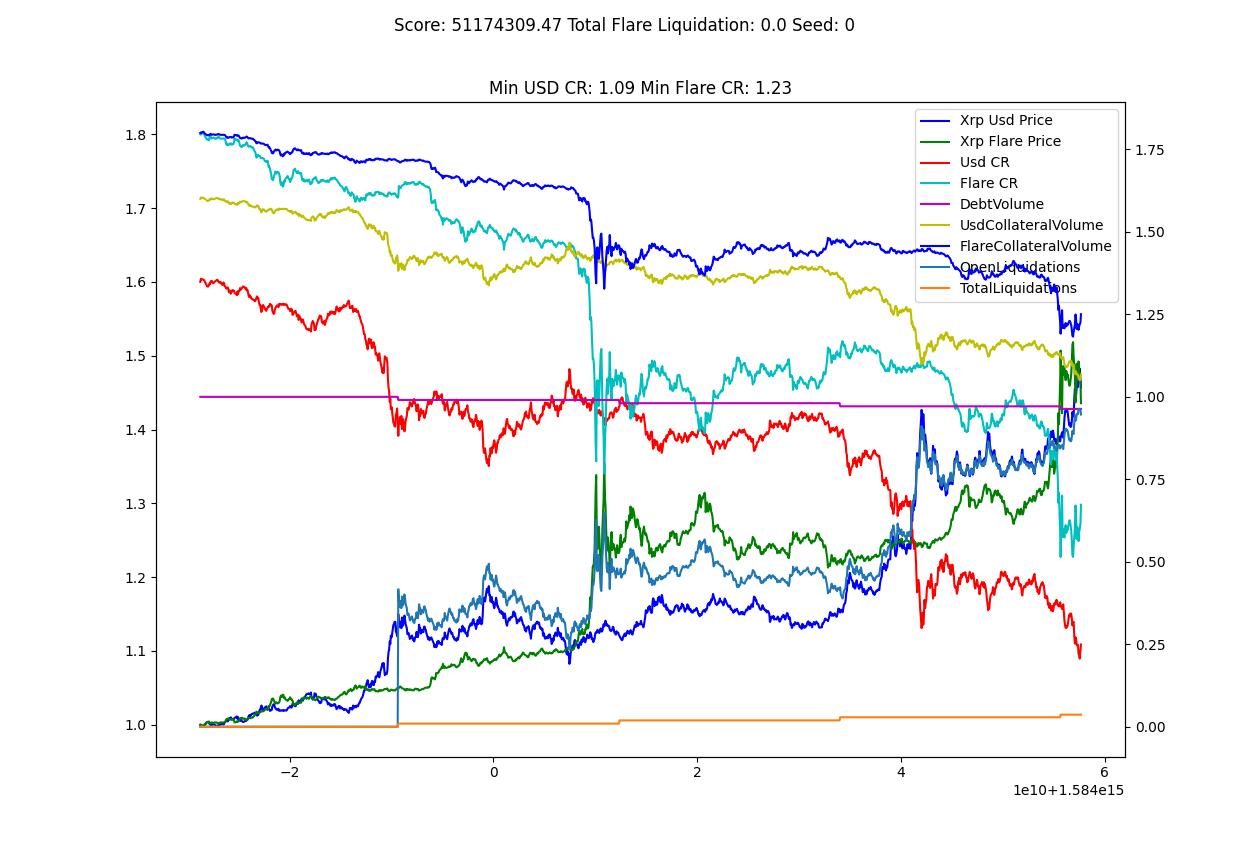 Score: 51174309.47 Total Flare Liquidation: 0.0 Seed: 0
Min USD CR: 1.09 Min Flare CR: 1.23
1.8
1.7
1.6
1.5
1.4
1.3
1.2
1.1
1.0
Xrp Usd Price
Xrp Flare Price
Usd CR
Flare CR
DebtVolume
UsdCollateralVolume
FlareCollateralVolume
OpenLiquidations
TotalLiquidations
1.75
1.50
1.25
1.00
0.75
0.50
0.25
0.00
−2 0 2 4 6
1e10+1.584e15